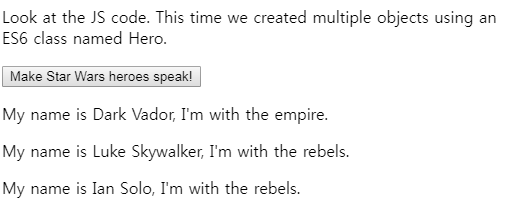 Look at the JS code. This time we created multiple objects using an
ES6 class named Hero.
Make Star Wars heroes speak!
My name is Dark Vador, I'm with the empire.
My name is Luke Skywalker, I'm with the rebels.
My name is Ian Solo, I'm with the rebels.